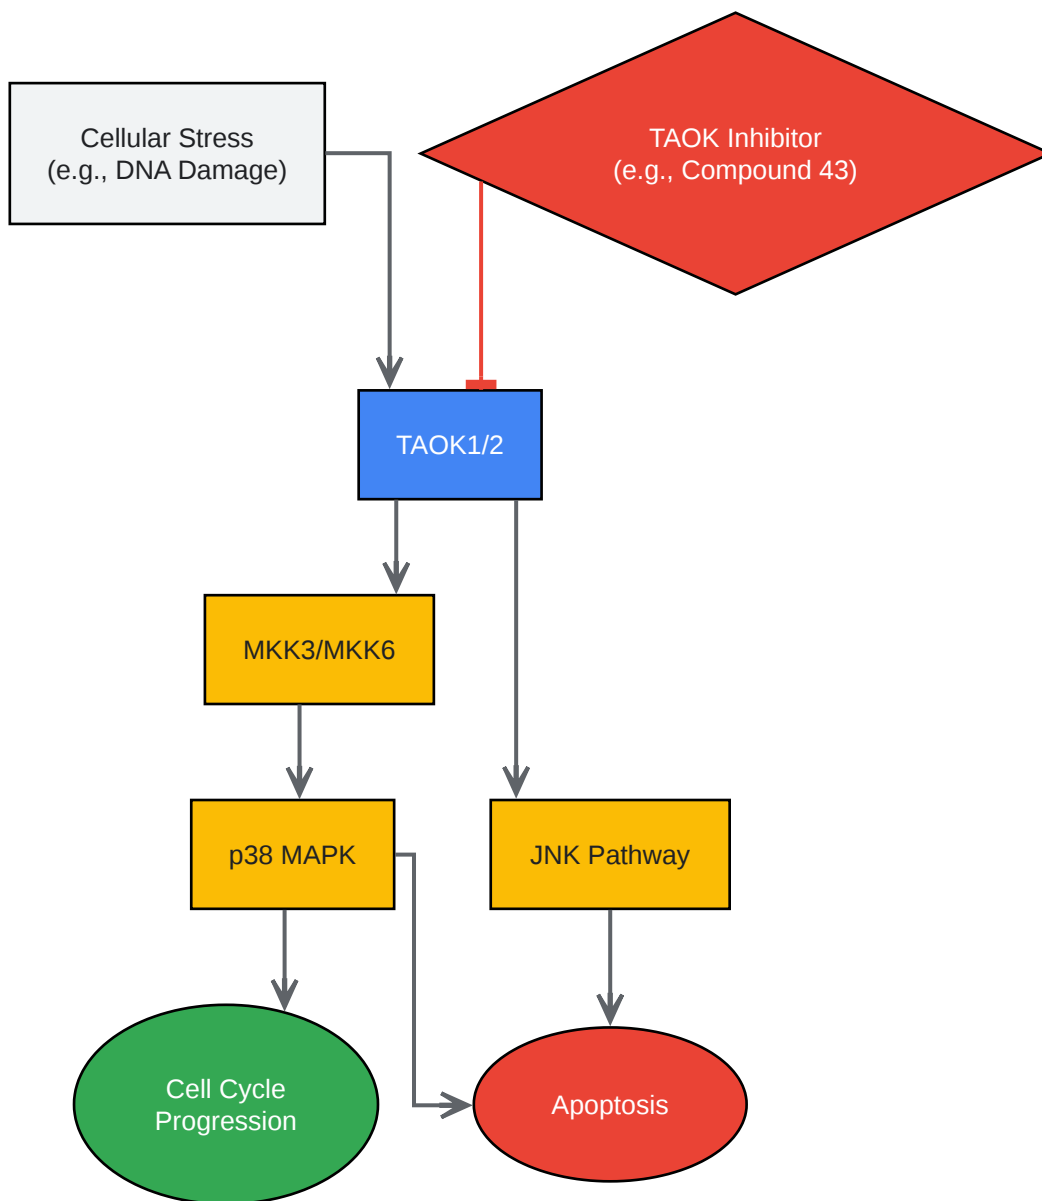 Cellular Stress
(e.g., DNA Damage)
TAOK Inhibitor
(e.g., Compound 43)
TAOK1/2
MKK3/MKK6
p38 MAPK
JNK Pathway
Cell Cycle
Progression
Apoptosis